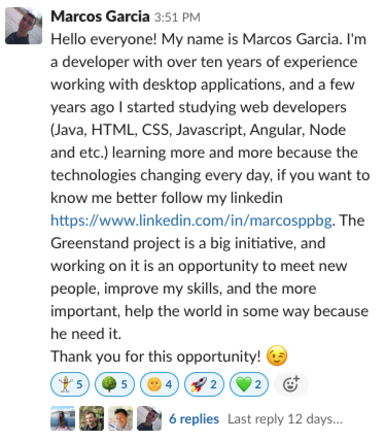 Marcos Garcia 3:51 PM
Hello everyone! My name is Marcos Garcia. I'm
a developer with over ten years of experience
working with desktop applications, and a few
years ago I started studying web developers
(Java, HTML, CSS, Javascript, Angular, Node
and etc.) learning more and more because the
technologies changing every day, if you want to
know me better follow my linkedin
https://www.linkedin.com/in/marcosppbg. The
Greenstand project is a big initiative, and
working on it is an opportunity to meet new
people, improve my skills, and the more
important, help the world in some way because
he need it.
Thank you for this opportunity! 😉
5 5 4 2 2
6 replies Last reply 12 days...